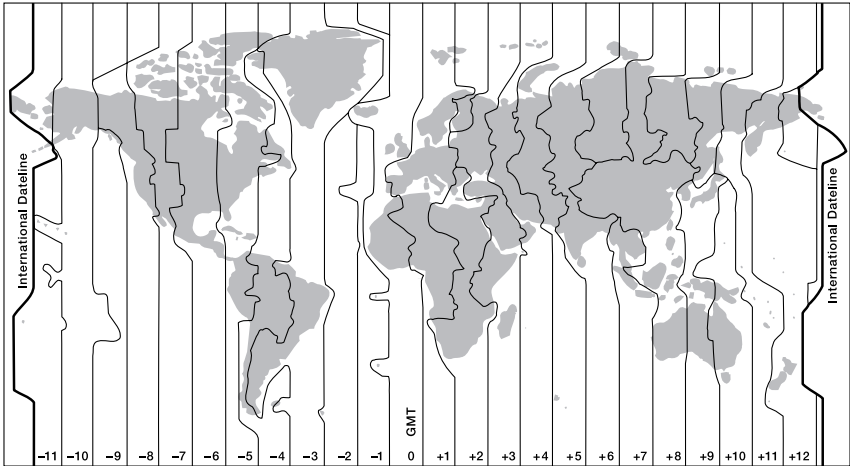 International Dateline
International Dateline
GMT
−11 −10 −9 −8 −7 −6 −5 −4 −3 −2 −1 0 +1 +2 +3 +4 +5 +6 +7 +8 +9 +10 +11 +12